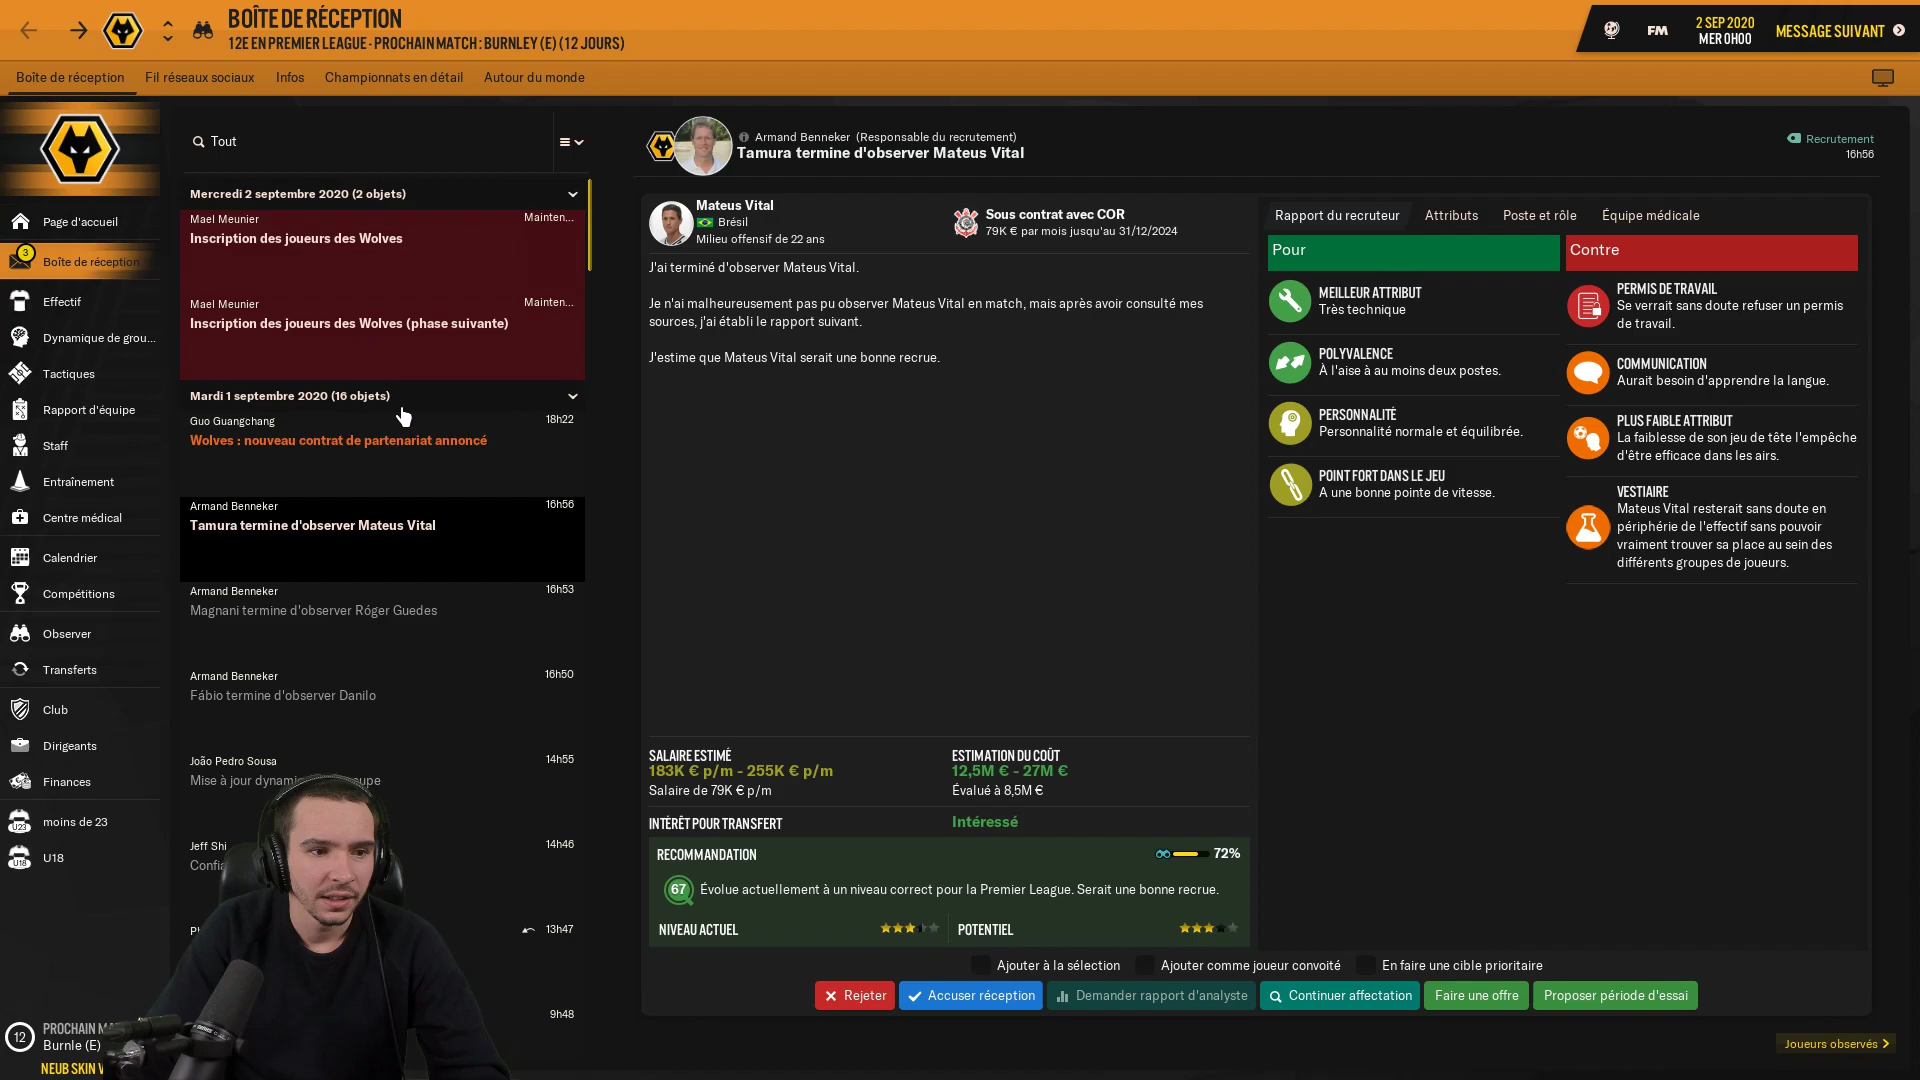 BOÎTE DE RÉCEPTION
12E EN PREMIER LEAGUE - PROCHAIN MATCH : BURNLEY (E) (12 JOURS)
FM
2 SEP 2020
MER 0H00
MESSAGE SUIVANT
Boîte de réception
Fil réseaux sociaux
Infos
Championnats en détail
Autour du monde
Page d'accueil
3
Boîte de réception
Effectif
Dynamique de grou...
Tactiques
Rapport d'équipe
Staff
Entraînement
Centre médical
Calendrier
Compétitions
Observer
Transferts
Club
Dirigeants
Finances
U23
moins de 23
U18
U18
12
PROCHAIN MA
Burnle (E)
NEUB SKIN V
Tout
Mercredi 2 septembre 2020 (2 objets)
Mael Meunier
Mainten...
Inscription des joueurs des Wolves
Mael Meunier
Mainten...
Inscription des joueurs des Wolves (phase suivante)
Mardi 1 septembre 2020 (16 objets)
Guo Guangchang
18h22
Wolves : nouveau contrat de partenariat annoncé
Armand Benneker
16h56
Tamura termine d'observer Mateus Vital
Armand Benneker
16h53
Magnani termine d'observer Róger Guedes
Armand Benneker
16h50
Fábio termine d'observer Danilo
João Pedro Sousa
14h55
Mise à jour dynami
upe
Jeff Shi
14h46
Confia
13h47
9h48
Armand Benneker (Responsable du recrutement)
Tamura termine d'observer Mateus Vital
Recrutement
16h56
Mateus Vital
Brésil
Milieu offensif de 22 ans
Sous contrat avec COR
79K € par mois jusqu'au 31/12/2024
J'ai terminé d'observer Mateus Vital.
Je n'ai malheureusement pas pu observer Mateus Vital en match, mais après avoir consulté mes
sources, j'ai établi le rapport suivant.
J'estime que Mateus Vital serait une bonne recrue.
SALAIRE ESTIMÉ
183K € p/m - 255K € p/m
Salaire de 79K € p/m
ESTIMATION DU COÛT
12,5M € - 27M €
Évalué à 8,5M €
INTÉRÊT POUR TRANSFERT
Intéressé
RECOMMANDATION
72%
67
Évolue actuellement à un niveau correct pour la Premier League. Serait une bonne recrue.
NIVEAU ACTUEL
POTENTIEL
Rapport du recruteur
Attributs
Poste et rôle
Équipe médicale
Pour
MEILLEUR ATTRIBUT
Très technique
POLYVALENCE
À l'aise à au moins deux postes.
PERSONNALITÉ
Personnalité normale et équilibrée.
POINT FORT DANS LE JEU
A une bonne pointe de vitesse.
Contre
PERMIS DE TRAVAIL
Se verrait sans doute refuser un permis
de travail.
COMMUNICATION
Aurait besoin d'apprendre la langue.
PLUS FAIBLE ATTRIBUT
La faiblesse de son jeu de tête l'empêche
d'être efficace dans les airs.
VESTIAIRE
Mateus Vital resterait sans doute en
périphérie de l'effectif sans pouvoir
vraiment trouver sa place au sein des
différents groupes de joueurs.
Ajouter à la sélection
Ajouter comme joueur convoité
En faire une cible prioritaire
Rejeter
Accuser réception
Demander rapport d'analyste
Continuer affectation
Faire une offre
Proposer période d'essai
Joueurs observés